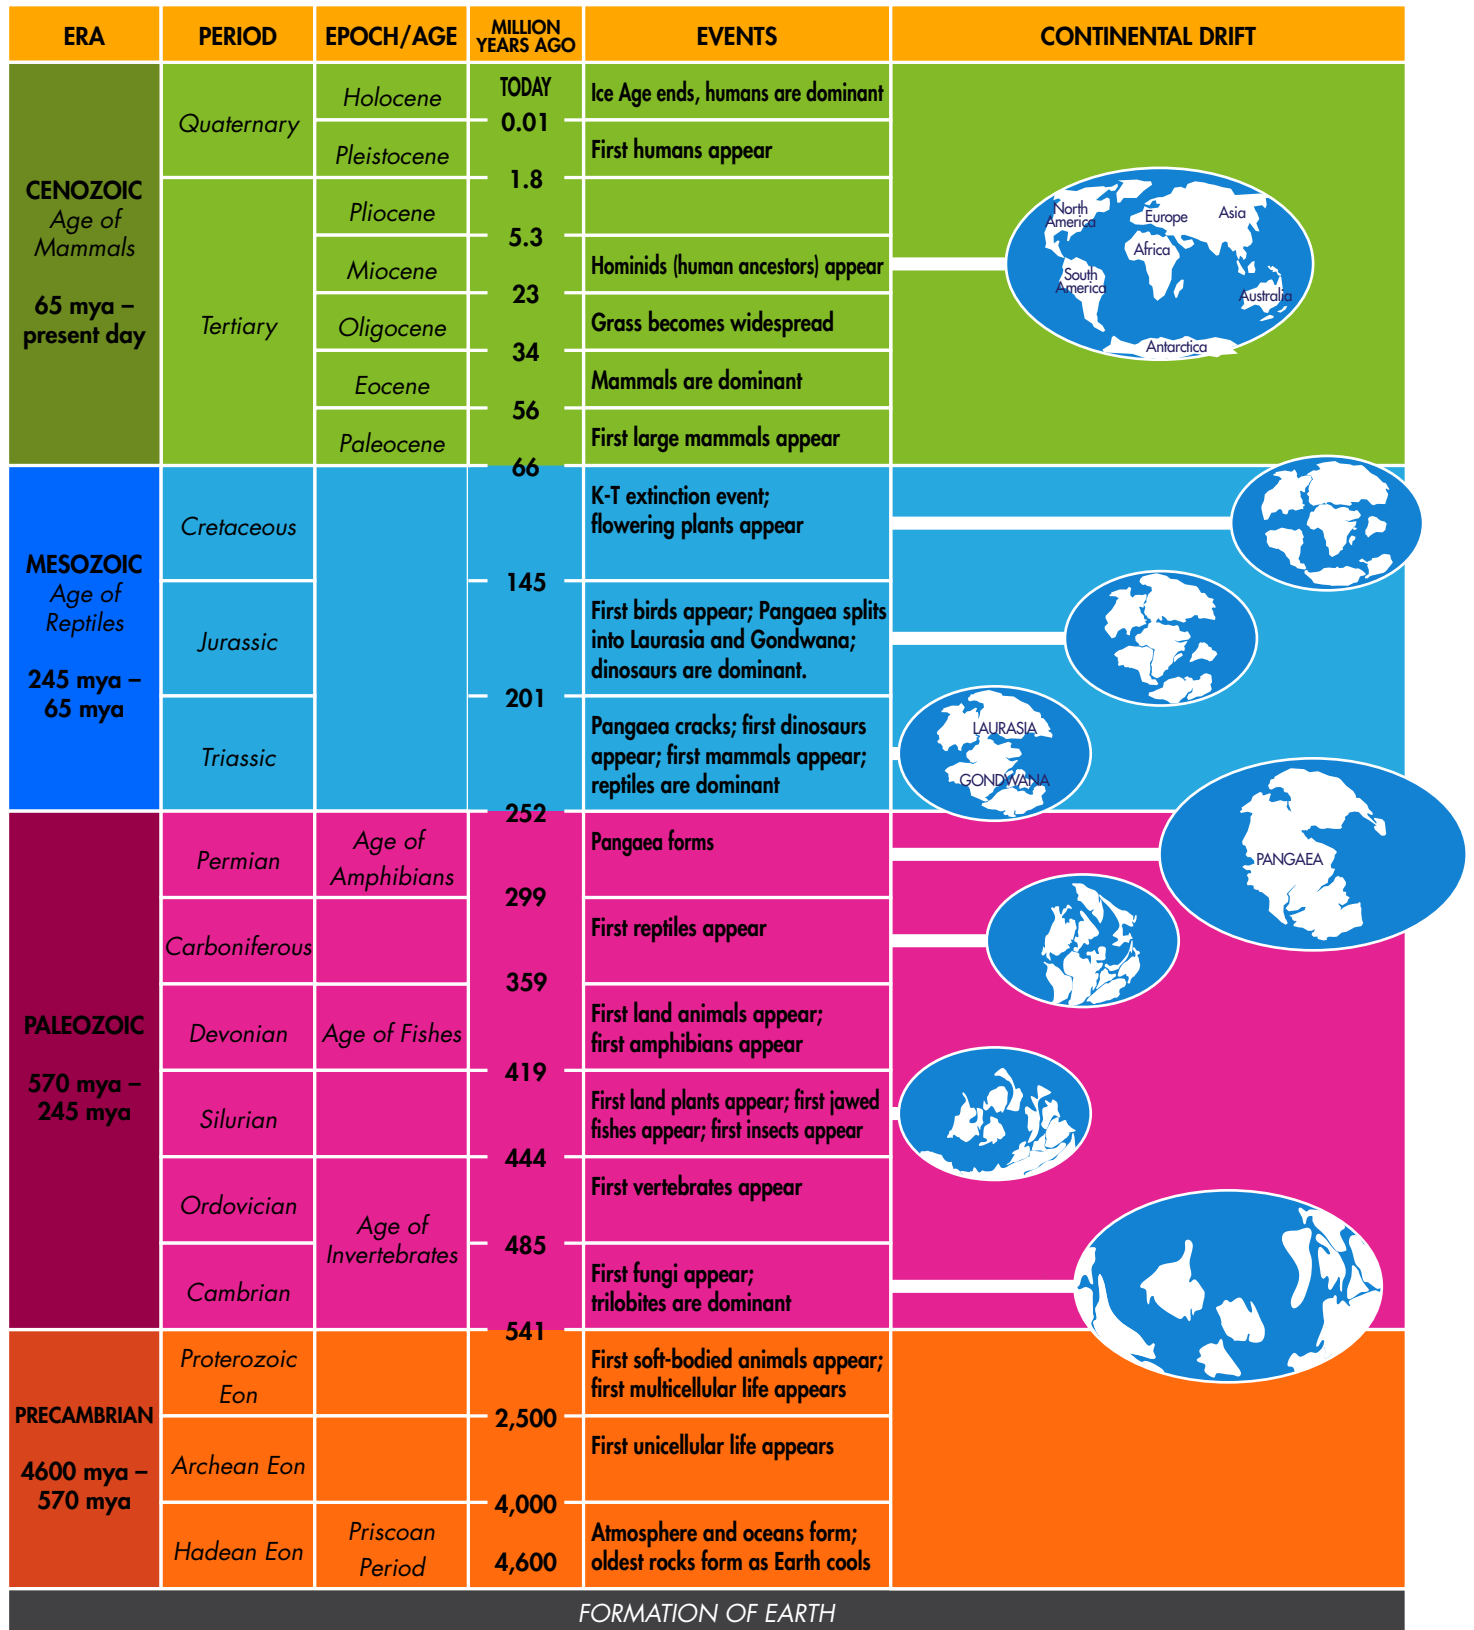 ERA
PERIOD
EPOCH/AGE
MILLION
YEARS AGO
EVENTS
CONTINENTAL DRIFT
CENOZOIC
Age of
Mammals
65 mya –
present day
Quaternary
Holocene
TODAY
Ice Age ends, humans are dominant
0.01
Pleistocene
First humans appear
1.8
Tertiary
Pliocene
5.3
Miocene
Hominids (human ancestors) appear
23
Oligocene
Grass becomes widespread
34
Eocene
Mammals are dominant
56
Paleocene
First large mammals appear
66
North
America
Europe
Asia
Africa
South
America
Australia
Antarctica
MESOZOIC
Age of
Reptiles
245 mya –
65 mya
Cretaceous
K-T extinction event;
flowering plants appear
145
Jurassic
First birds appear; Pangaea splits
into Laurasia and Gondwana;
dinosaurs are dominant.
201
Triassic
Pangaea cracks; first dinosaurs
appear; first mammals appear;
reptiles are dominant
LAURASIA
GONDWANA
252
PALEOZOIC
570 mya –
245 mya
Permian
Age of
Amphibians
Pangaea forms
PANGAEA
299
Carboniferous
First reptiles appear
359
Devonian
Age of Fishes
First land animals appear;
first amphibians appear
419
Silurian
First land plants appear; first jawed
fishes appear; first insects appear
444
Ordovician
Age of
Invertebrates
First vertebrates appear
485
Cambrian
First fungi appear;
trilobites are dominant
541
PRECAMBRIAN
4600 mya –
570 mya
Proterozoic
Eon
First soft-bodied animals appear;
first multicellular life appears
2,500
Archean Eon
First unicellular life appears
4,000
Hadean Eon
Priscoan
Period
4,600
Atmosphere and oceans form;
oldest rocks form as Earth cools
FORMATION OF EARTH